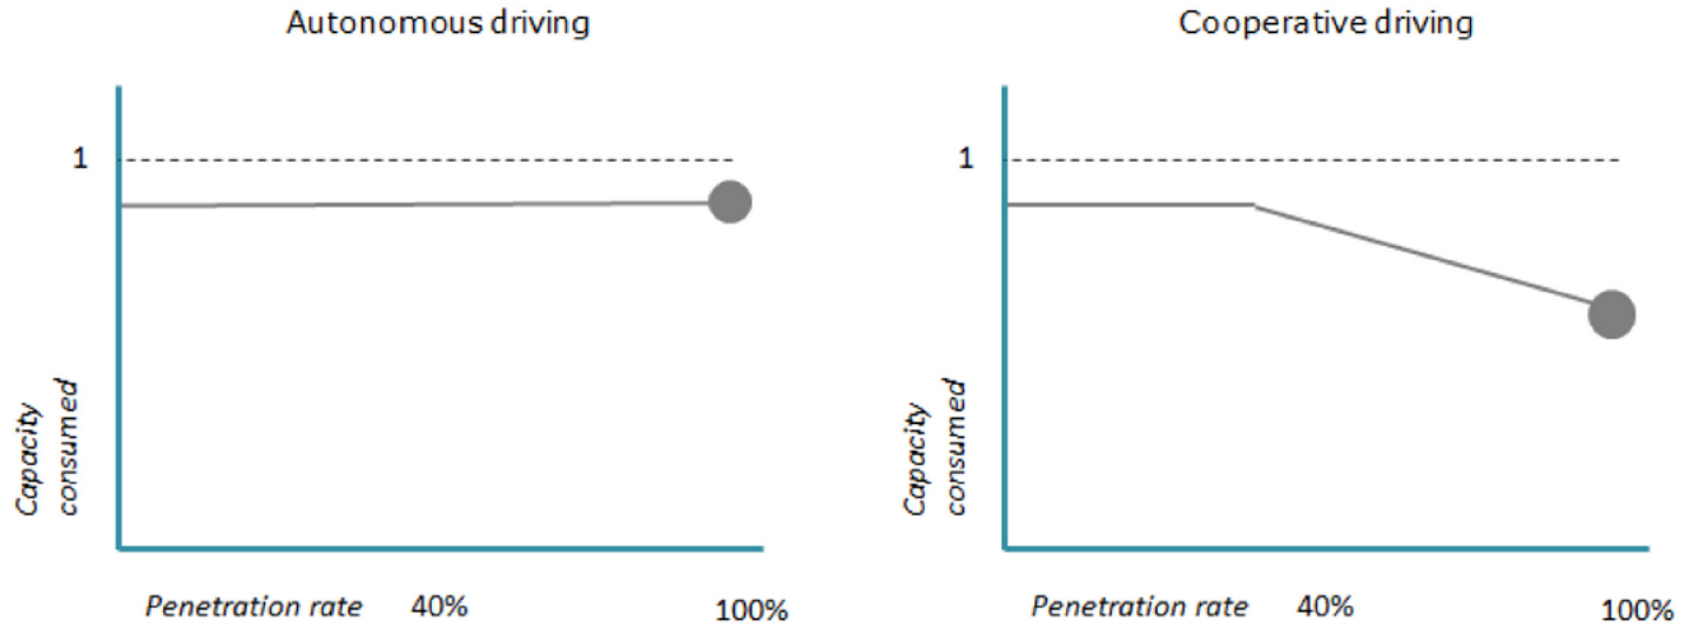 Autonomous driving
1
Capacity
consumed
Penetration rate 40% 100%
Cooperative driving
1
Capacity
consumed
Penetration rate 40% 100%